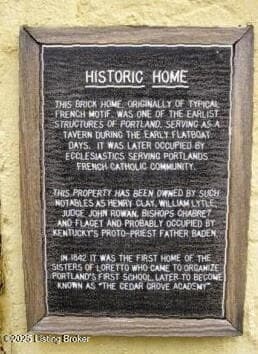 HISTORIC HOME
THIS BRICK HOME, ORIGINALLY OF TYPICAL
FRENCH MOTIF, WAS ONE OF THE EARLIST
STRUCTURES OF PORTLAND, SERVING AS A
TAVERN DURING THE EARLY FLATBOAT
DAYS. IT WAS LATER OCCUPIED BY
ECCLESIASTICS SERVING PORTLANDS
FRENCH CATHOLIC COMMUNITY.
THIS PROPERTY HAS BEEN OWNED BY SUCH
NOTABLES AS HENRY CLAY, WILLIAM LYTLE,
JUDGE JOHN ROWAN, BISHOPS CHABRET
AND FLAGET AND PROBABLY OCCUPIED BY
KENTUCKY'S PROTO-PRIEST FATHER BADEN.
IN 1842 IT WAS THE FIRST HOME OF THE
SISTERS OF LORETTO WHO CAME TO ORGANIZE
PORTLAND'S FIRST SCHOOL, LATER TO BECOME
KNOWN AS "THE CEDAR GROVE ACADEMY"
©2025 Listing Broker